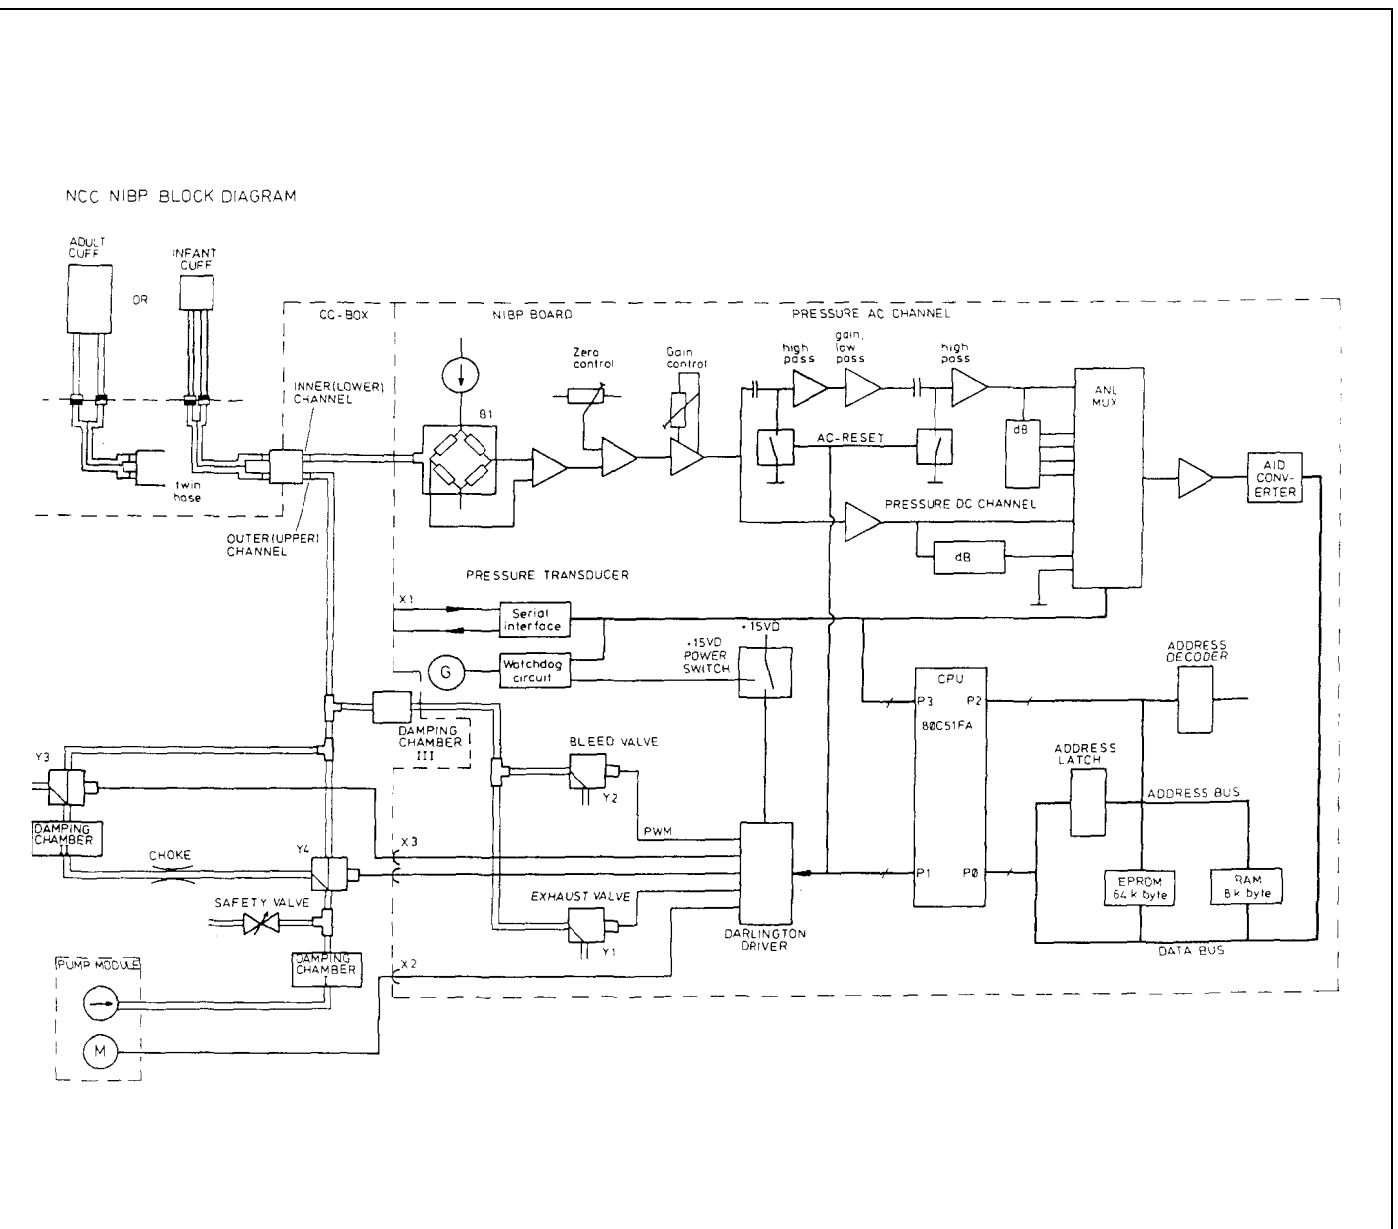 NCC NIBP BLOCK DIAGRAM
ADULT
CUFF
OR
INFANT
CUFF
CC-BOX
NIBP BOARD
PRESSURE AC CHANNEL
INNER(LOWER)
CHANNEL
twin
hose
OUTER(UPPER)
CHANNEL
B1
Zero
control
Gain
control
high
pass
gain,
low
pass
high
pass
ANL
MUX
dB
AC-RESET
PRESSURE DC CHANNEL
dB
AID
CONV-
ERTER
PRESSURE TRANSDUCER
X1
Serial
interface
G
Watchdog
circuit
+15VD
POWER
SWITCH
+15VD
CPU
P3
P2
80C51FA
P1
P0
ADDRESS
DECODER
ADDRESS
LATCH
ADDRESS BUS
EPROM
64 k byte
RAM
8 k byte
DATA BUS
DAMPING
CHAMBER
III
BLEED VALVE
Y2
PWM
Y3
DAMPING
CHAMBER
CHOKE
Y4
X3
SAFETY VALVE
EXHAUST VALVE
Y1
DARLINGTON
DRIVER
PUMP MODULE
DAMPING
CHAMBER
X2
M